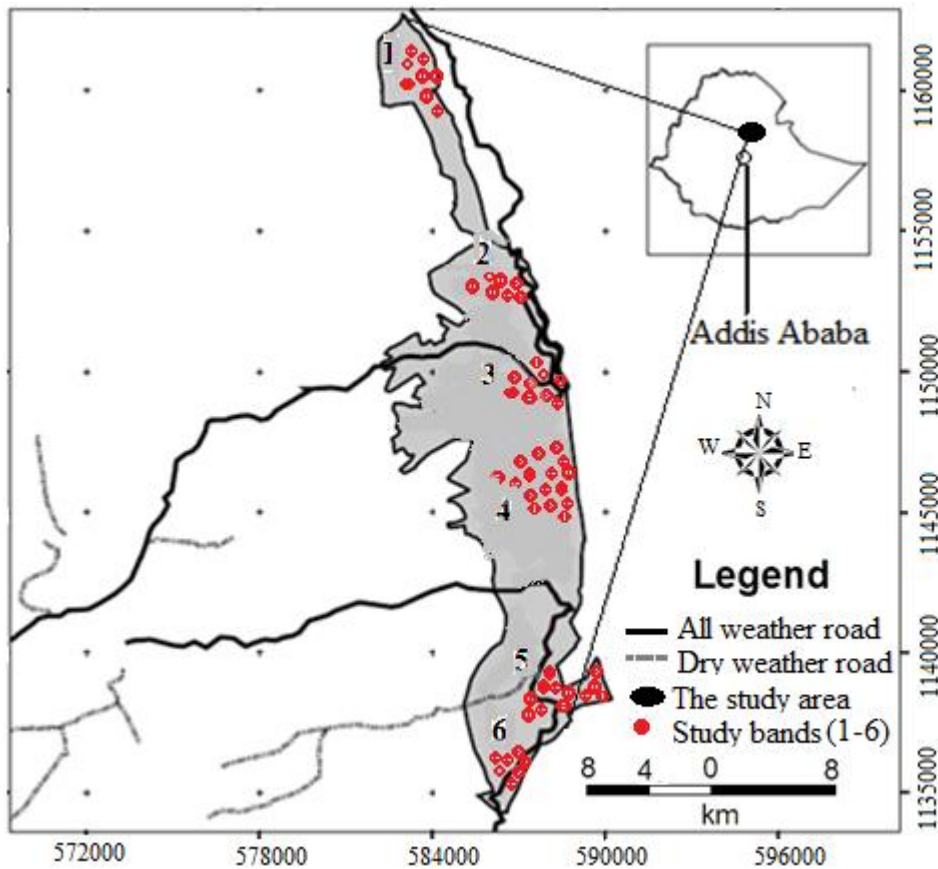 1
2
3
4
5
6
1160000
1155000
1150000
1145000
1140000
1135000
Addis Ababa
N
W E
S
Legend
All weather road
Dry weather road
The study area
Study bands (1-6)
8 4 0 8
km
572000 578000 584000 590000 596000